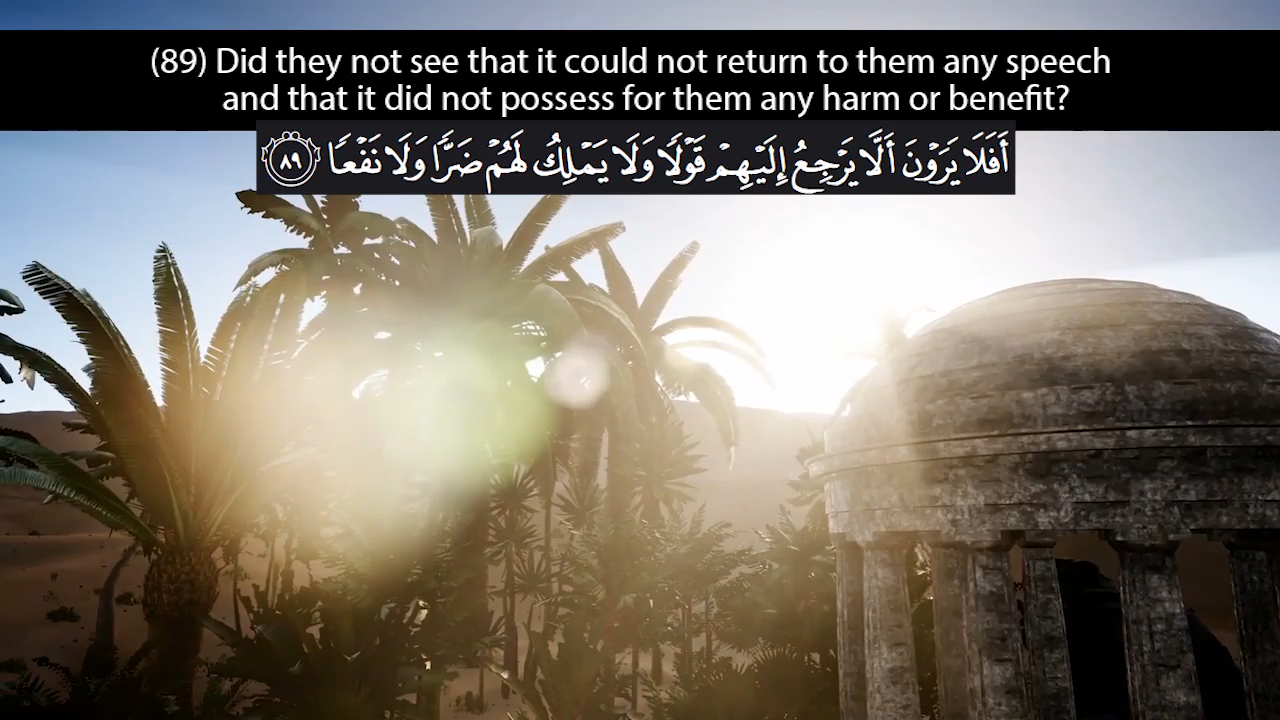 (89) Did they not see that it could not return to them any speech
and that it did not possess for them any harm or benefit?
أَفَلَا يَرَوْنَ أَلَّا يَرْجِعُ إِلَيْهِمْ قَوْلًا وَلَا يَمْلِكُ لَهُمْ ضَرًّا وَلَا نَفْعًا ٨٩